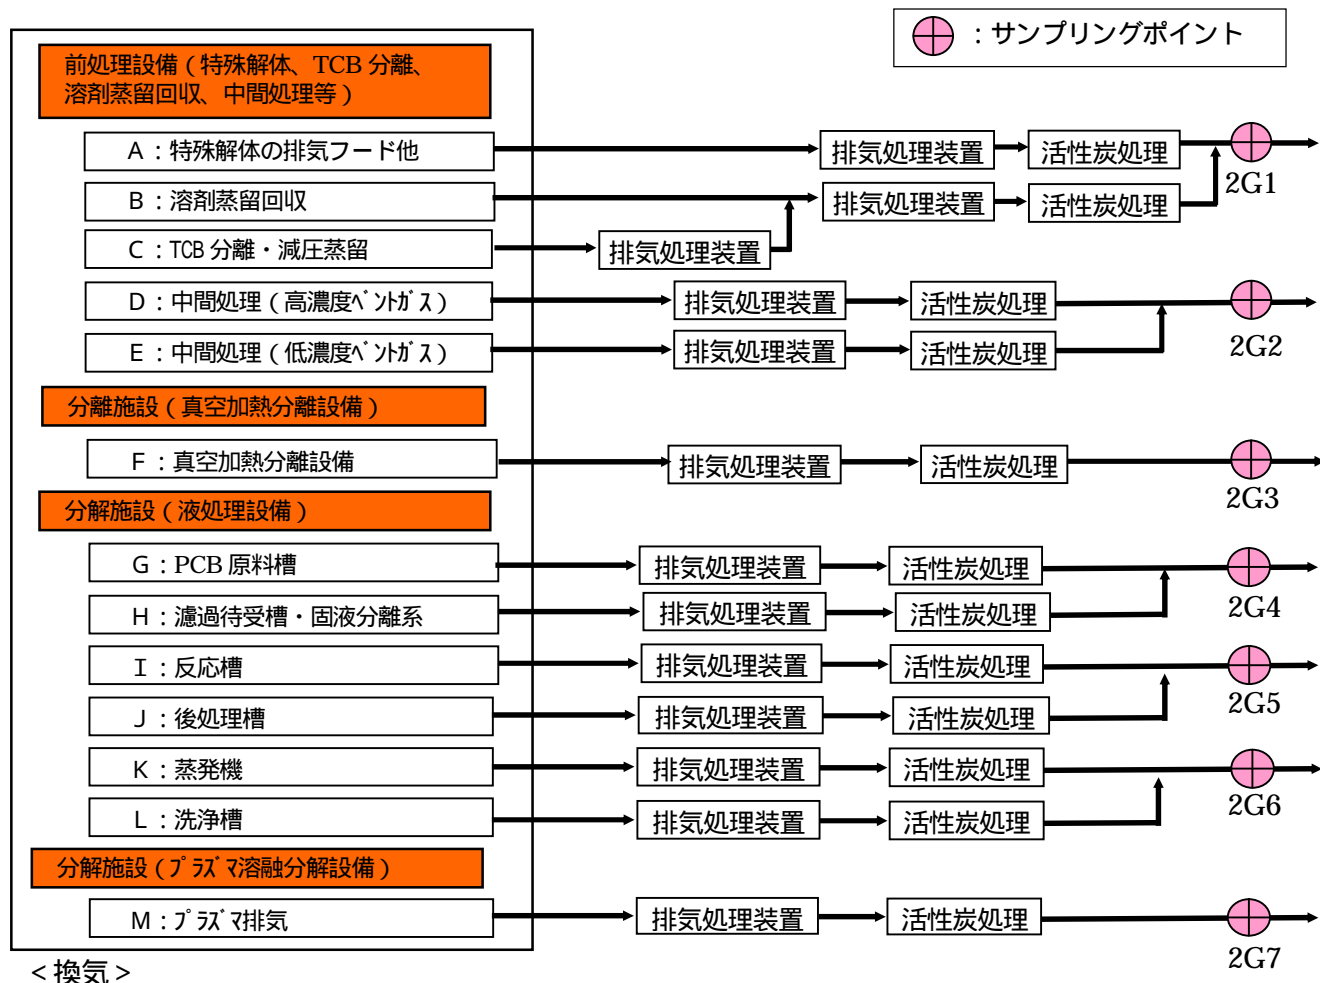 ：サンプリングポイント
前処理設備（特殊解体、TCB 分離、
溶剤蒸留回収、中間処理等）
A：特殊解体の排気フード他
排気処理装置
活性炭処理
2G1
B：溶剤蒸留回収
排気処理装置
活性炭処理
C：TCB 分離・減圧蒸留
排気処理装置
D：中間処理（高濃度ﾍﾞﾝﾄｶﾞｽ）
排気処理装置
活性炭処理
2G2
E：中間処理（低濃度ﾍﾞﾝﾄｶﾞｽ）
排気処理装置
活性炭処理
分離施設（真空加熱分離設備）
F：真空加熱分離設備
排気処理装置
活性炭処理
2G3
分解施設（液処理設備）
G：PCB 原料槽
排気処理装置
活性炭処理
2G4
H：濾過待受槽・固液分離系
排気処理装置
活性炭処理
I：反応槽
排気処理装置
活性炭処理
2G5
J：後処理槽
排気処理装置
活性炭処理
K：蒸発機
排気処理装置
活性炭処理
2G6
L：洗浄槽
排気処理装置
活性炭処理
分解施設（ﾌﾟﾗｽﾞﾏ溶融分解設備）
M：ﾌﾟﾗｽﾞﾏ排気
排気処理装置
活性炭処理
2G7
＜換気＞